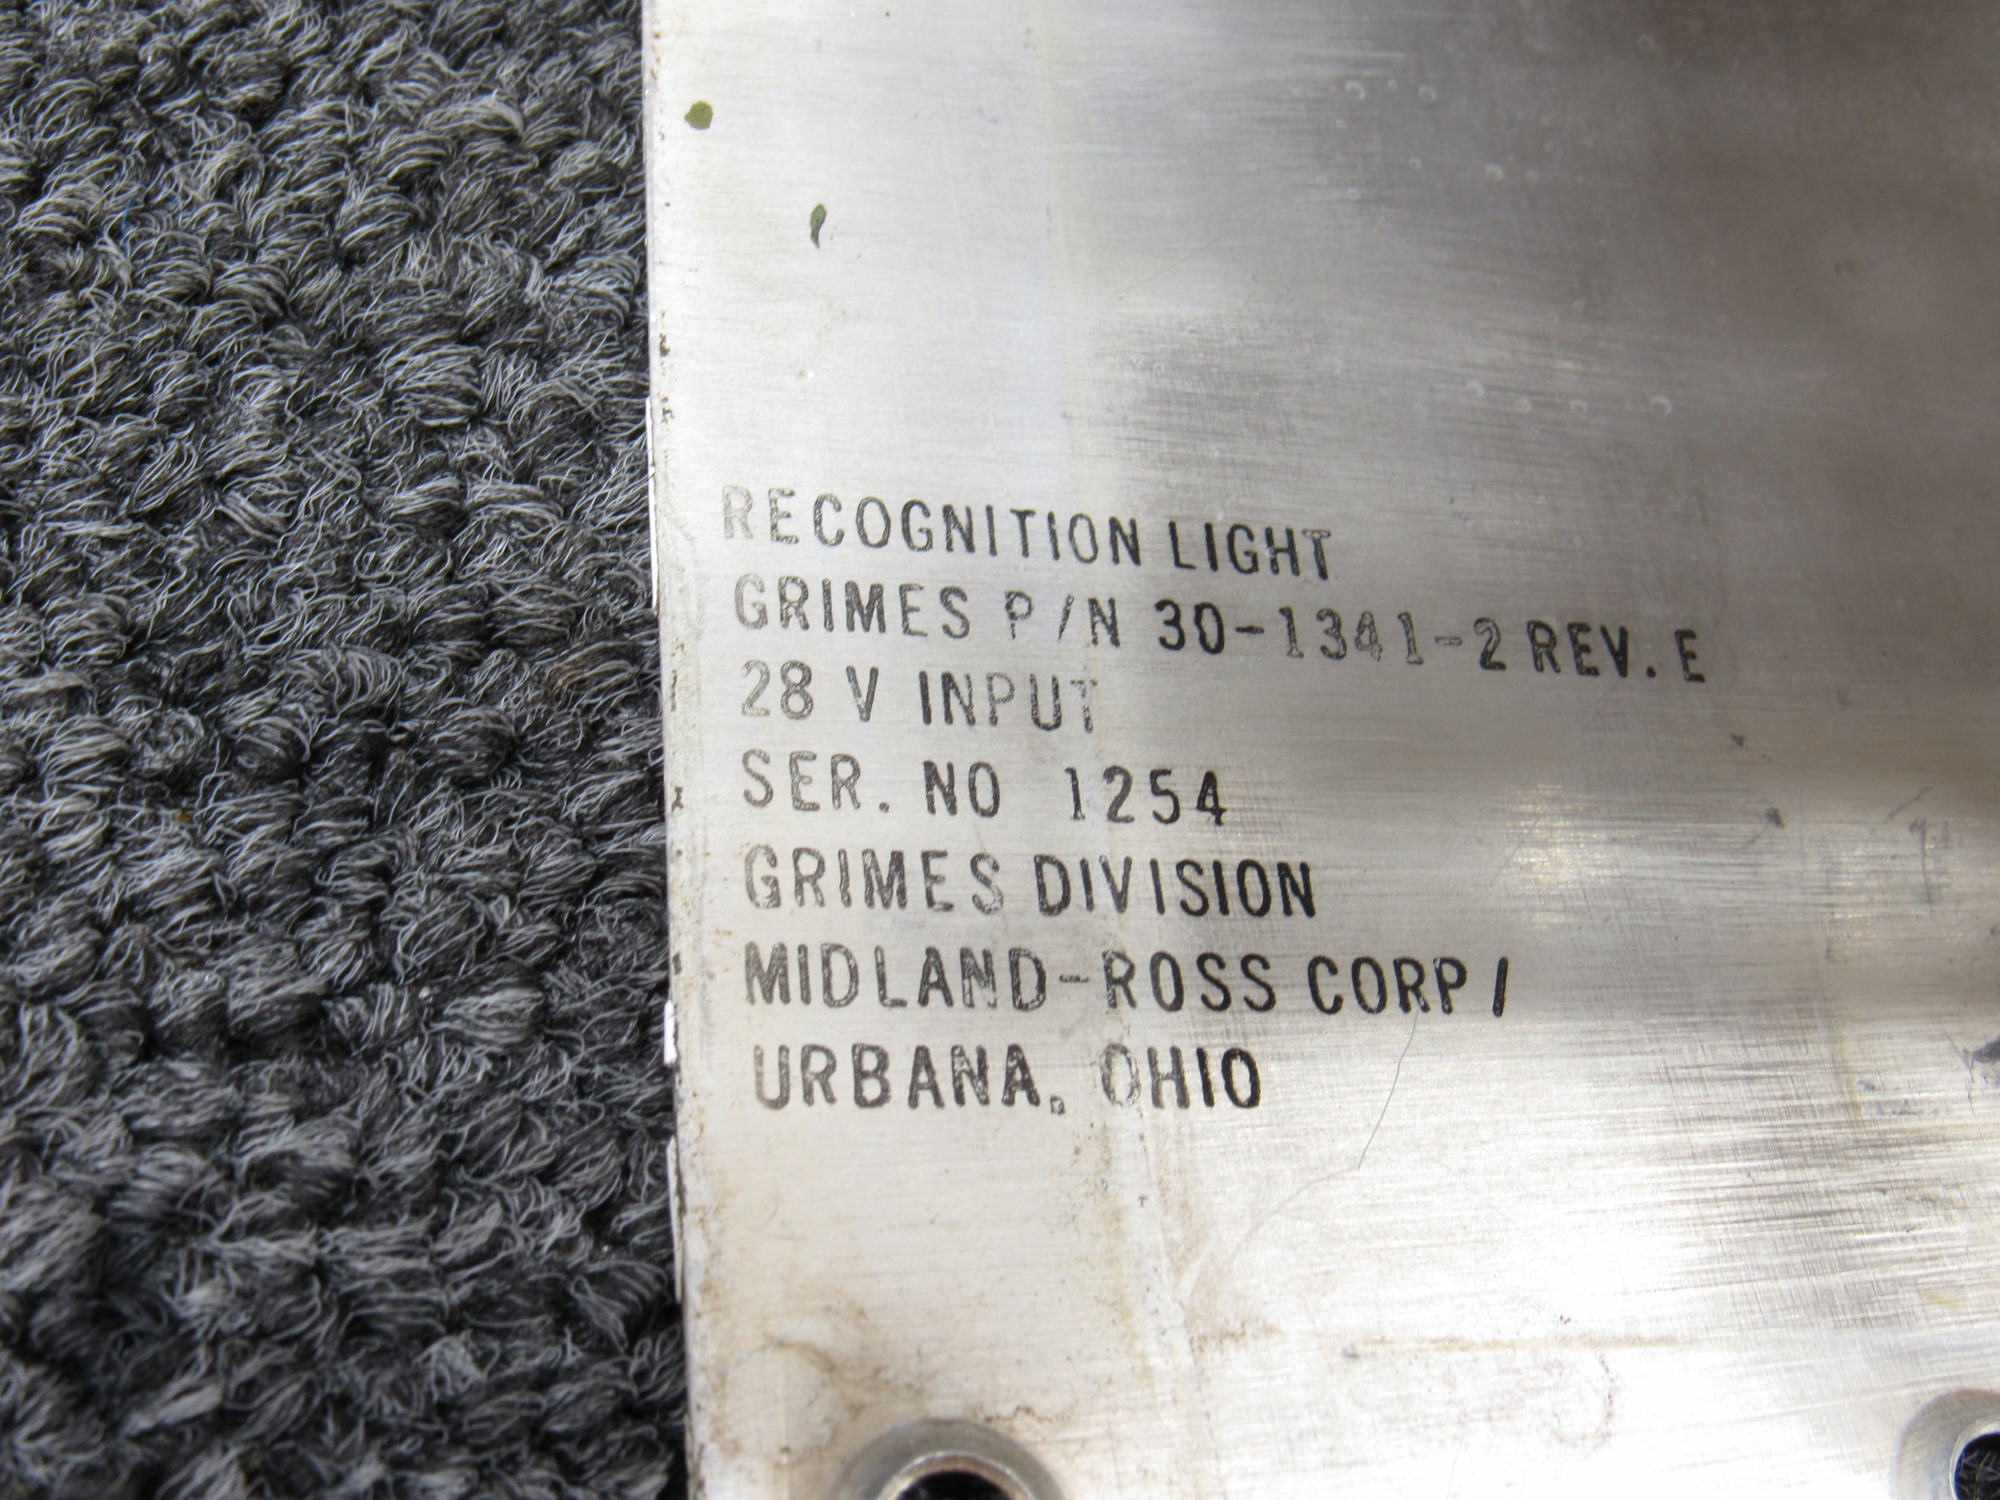 RECOGNITION LIGHT
GRIMES P/N 30-1341-2 REV. E
28 V INPUT
SER. NO 1254
GRIMES DIVISION
MIDLAND-ROSS CORP /
URBANA, OHIO